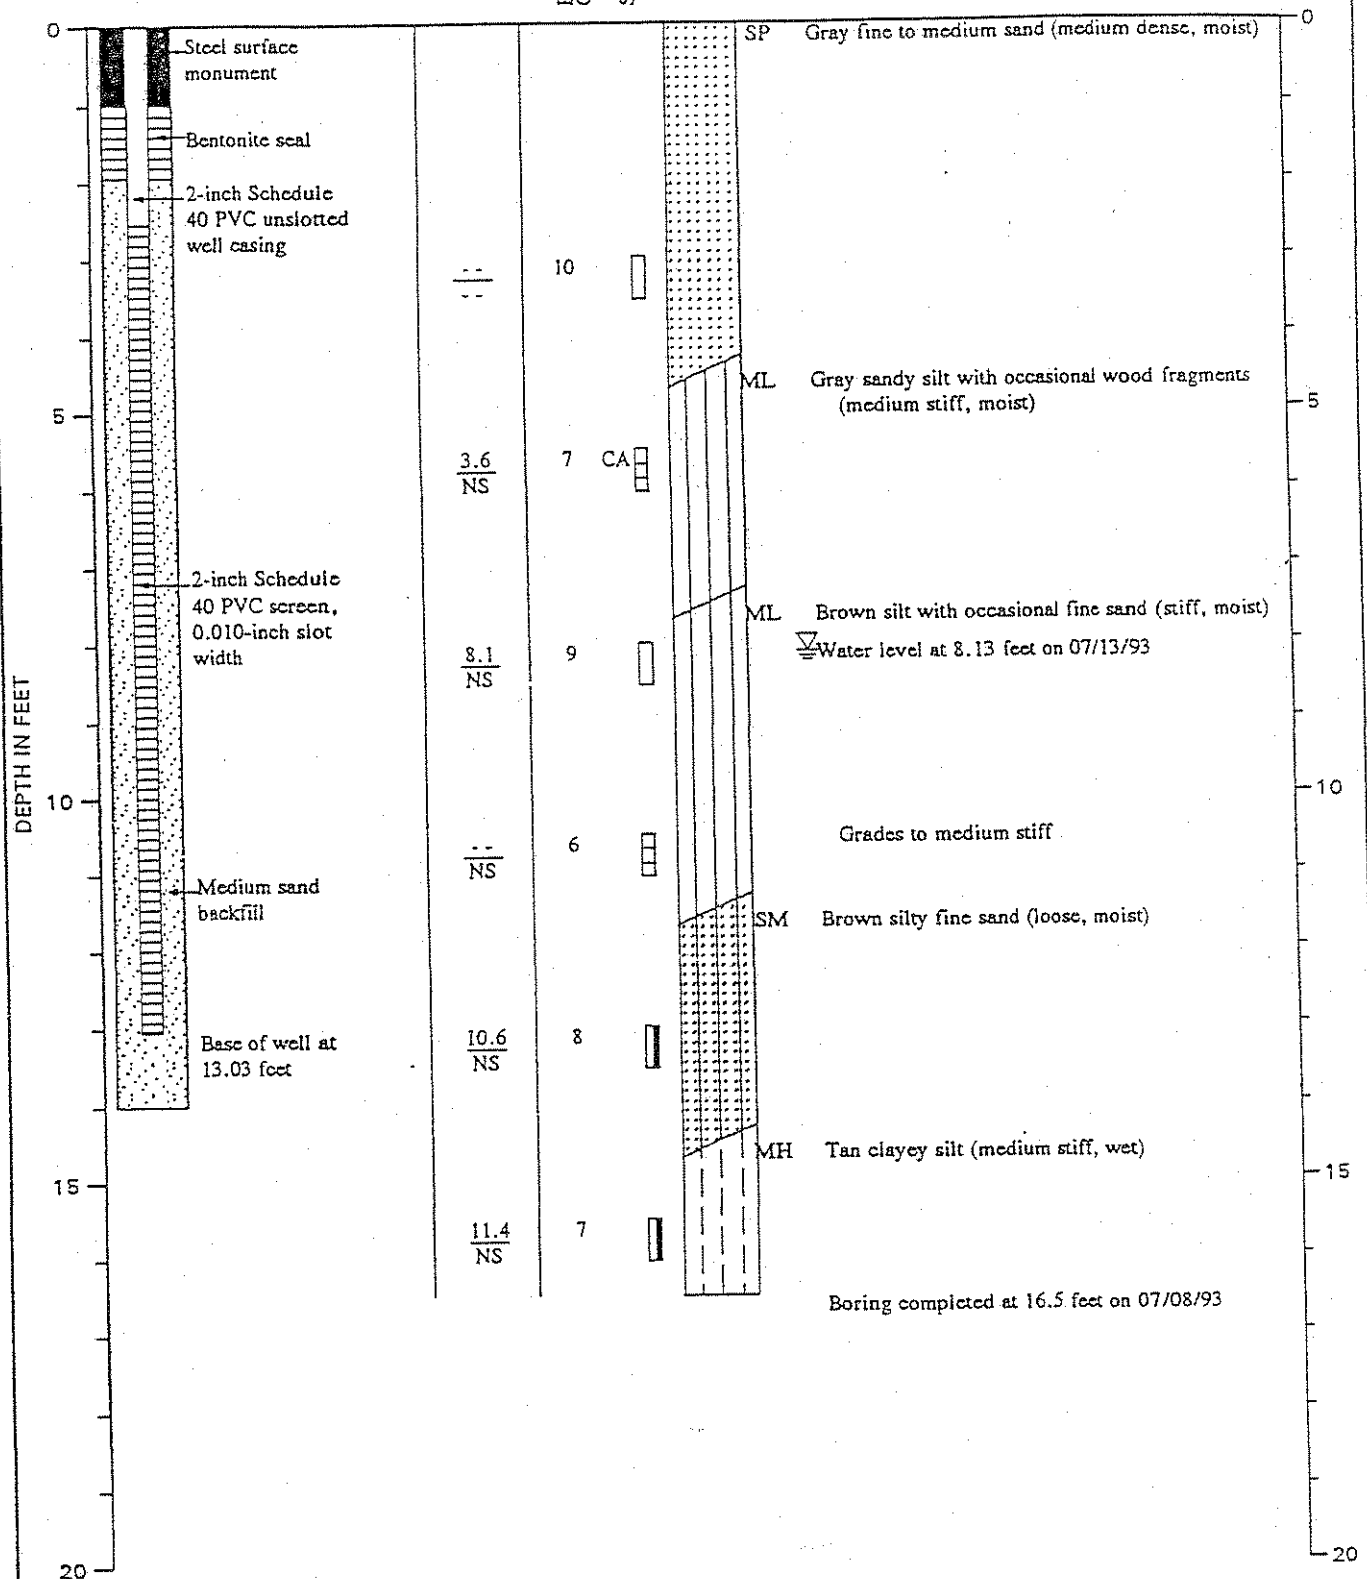 0
SP Gray fine to medium sand (medium dense, moist)
0
Steel surface
monument
Bentonite seal
2-inch Schedule
40 PVC unslotted
well casing
- -
- -
10
ML Gray sandy silt with occasional wood fragments
(medium stiff, moist)
5
5
3.6
NS
7
CA
2-inch Schedule
40 PVC screen,
0.010-inch slot
width
ML Brown silt with occasional fine sand (stiff, moist)
Water level at 8.13 feet on 07/13/93
8.1
NS
9
DEPTH IN FEET
10
10
- -
NS
6
Grades to medium stiff
Medium sand
backfill
SM Brown silty fine sand (loose, moist)
Base of well at
13.03 feet
10.6
NS
8
MH Tan clayey silt (medium stiff, wet)
15
15
11.4
NS
7
Boring completed at 16.5 feet on 07/08/93
20
20